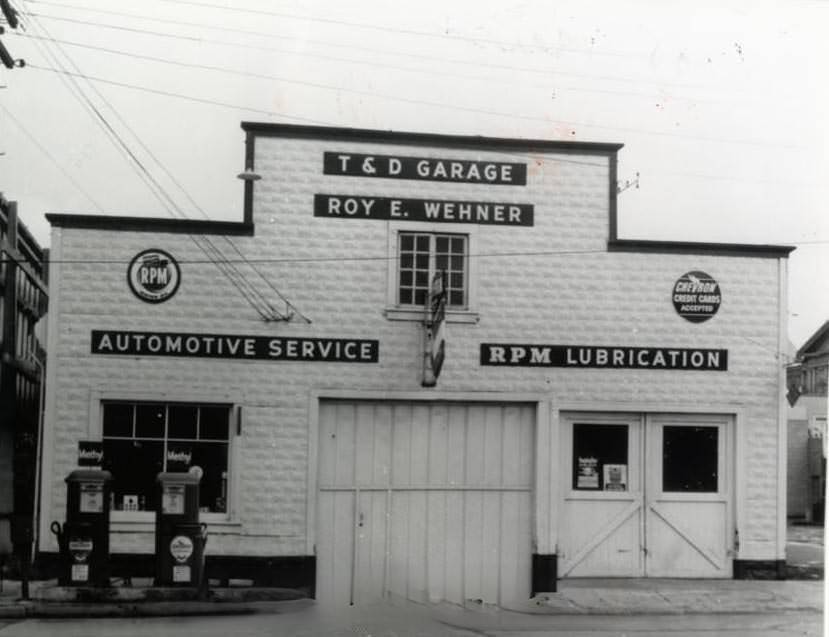 T & D GARAGE
ROY E. WEHNER
RPM
CHEVRON
CREDIT CARDS
ACCEPTED
AUTOMOTIVE SERVICE
RPM LUBRICATION
Methyl
Methyl